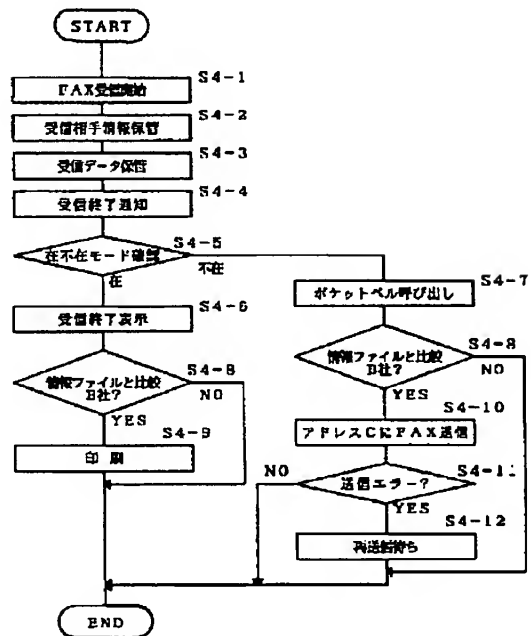 START
S4-1
FAX受信開始
S4-2
受信相手情報保管
S4-3
受信データ保管
S4-4
受信終了通知
S4-5
在不在モード確認
不在
在
S4-6
受信終了表示
S4-7
ポケットベル呼び出し
S4-8
情報ファイルと比較
B社?
NO
YES
S4-9
印 刷
S4-8
情報ファイルと比較
B社?
NO
YES
S4-10
アドレスCにFAX送信
S4-11
送信エラー?
NO
YES
S4-12
再送信待ち
END